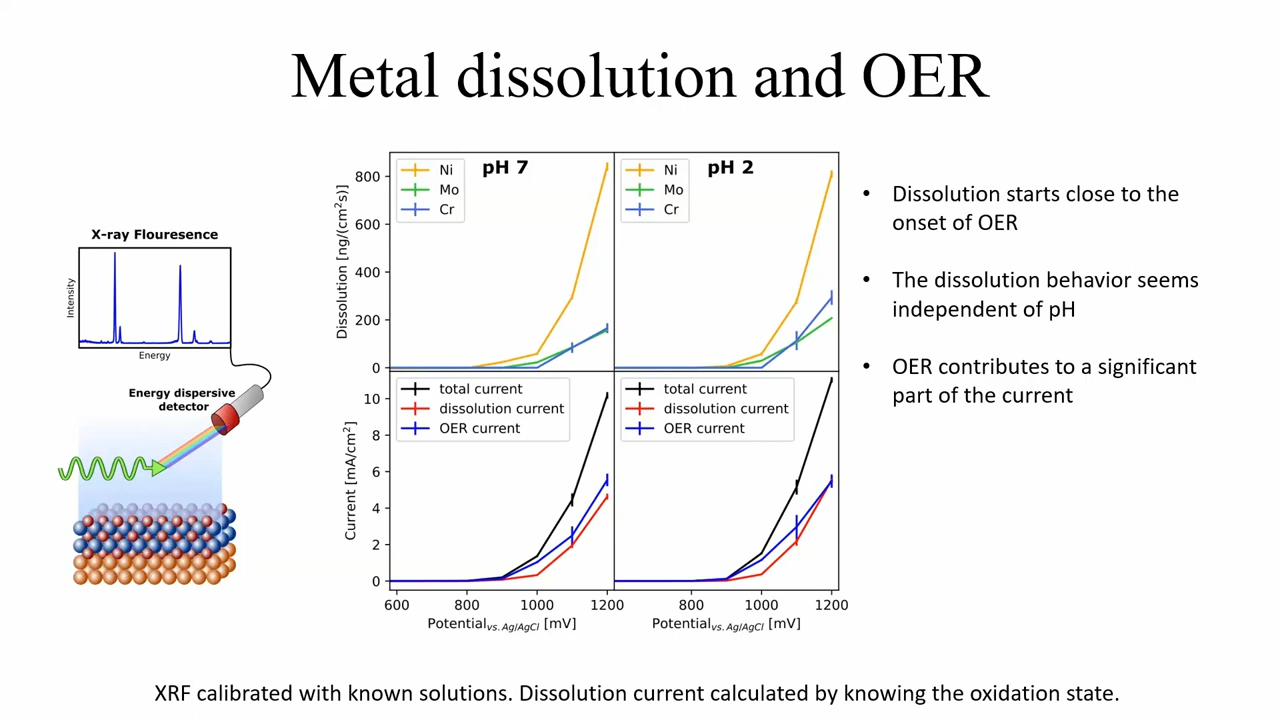 Metal dissolution and OER
X-ray Flouresence
Intensity
Energy
Energy dispersive
detector
pH 7
Ni
Mo
Cr
pH 2
Ni
Mo
Cr
Dissolution [ng/(cm²s)]
800
600
400
200
0
total current
dissolution current
OER current
total current
dissolution current
OER current
Current [mA/cm²]
10
8
6
4
2
0
600 800 1000 1200 800 1000 1200
Potential vs. Ag/AgCl [mV]
Potential vs. Ag/AgCl [mV]
• Dissolution starts close to the
onset of OER
• The dissolution behavior seems
independent of pH
• OER contributes to a significant
part of the current
XRF calibrated with known solutions. Dissolution current calculated by knowing the oxidation state.